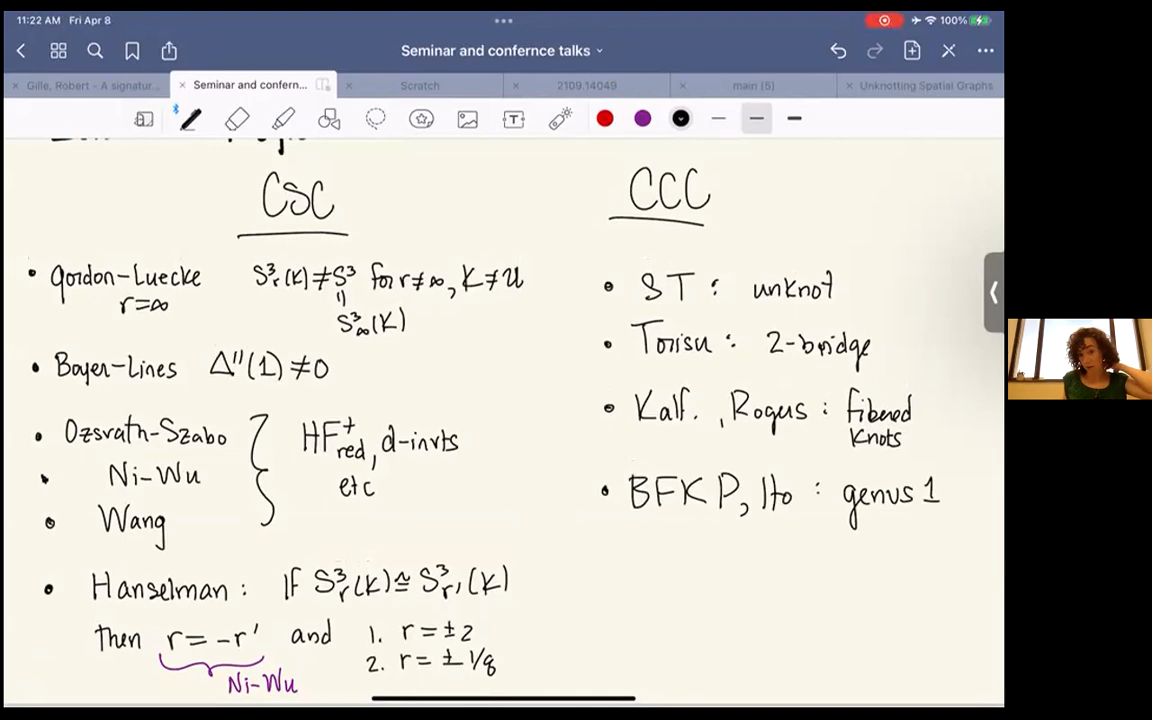 11:22 AM Fri Apr 8
100%
Seminar and confernce talks
Gille, Robert - A signatur...
Seminar and confern...
Scratch
2109.14049
main (5)
Unknotting Spatial Graphs
CSC
• Gordon-Luecke S³ᵣ(K) ≠ S³ for r≠∞, K≠U
r=∞
=
S³∞(K)
• Boyer-Lines Δ''(1) ≠ 0
• Ozsvath-Szabo
• Ni-Wu
• Wang
HF⁺red, d-invts
etc
• Hanselman: If S³ᵣ(K) ≅ S³ᵣ'(K)
then r = -r' and 1. r = ±2
2. r = ± 1/q
Ni-Wu
CCC
• ST: unknot
• Torisu: 2-bridge
• Kalf., Rogus: fibered
knots
• BFKP, Ito: genus 1